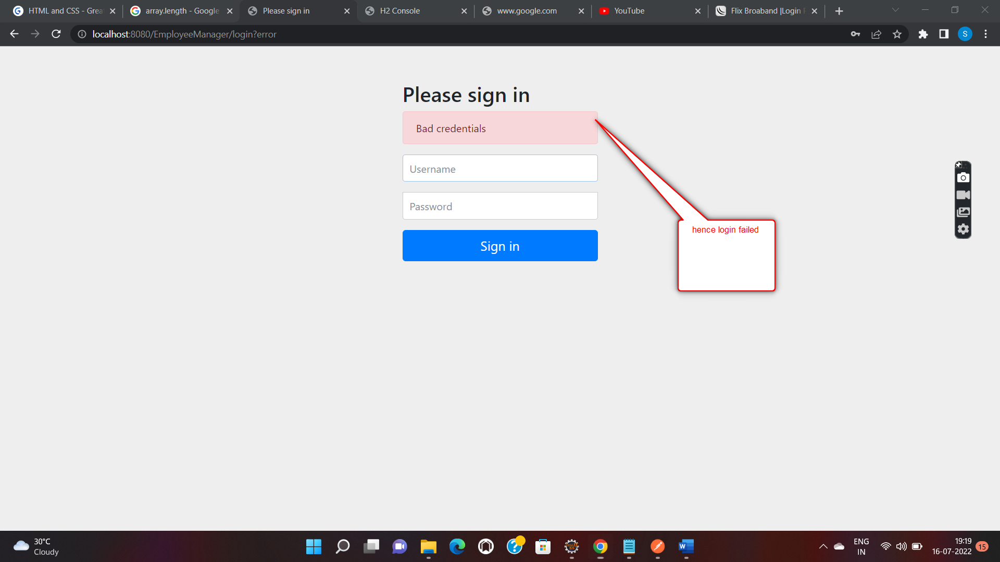 HTML and CSS - Grea
array.length - Google
Please sign in
H2 Console
www.google.com
YouTube
Flix Broaband |Login
localhost:8080/EmployeeManager/login?error
S
Please sign in
Bad credentials
Username
Password
Sign in
hence login failed
30°C
Cloudy
ENG
IN
19:19
16-07-2022
15